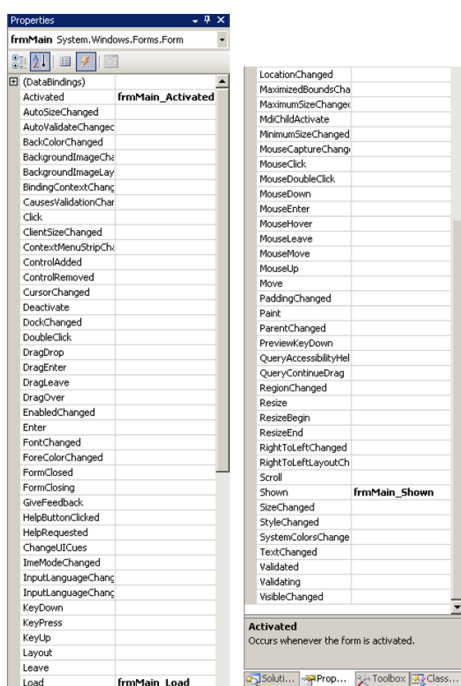 Properties
frmMain System.Windows.Forms.Form
(DataBindings)
Activated frmMain_Activated
AutoSizeChanged
AutoValidateChangec
BackColorChanged
BackgroundImageCha
BackgroundImageLay
BindingContextChang
CausesValidationChar
Click
ClientSizeChanged
ContextMenuStripCha
ControlAdded
ControlRemoved
CursorChanged
Deactivate
DockChanged
DoubleClick
DragDrop
DragEnter
DragLeave
DragOver
EnabledChanged
Enter
FontChanged
ForeColorChanged
FormClosed
FormClosing
GiveFeedback
HelpButtonClicked
HelpRequested
ChangeUICues
ImeModeChanged
InputLanguageChang
InputLanguageChang
KeyDown
KeyPress
KeyUp
Layout
Leave
Load frmMain_Load
LocationChanged
MaximizedBoundsCha
MaximumSizeChangec
MdiChildActivate
MinimumSizeChanged
MouseCaptureChang
MouseClick
MouseDoubleClick
MouseDown
MouseEnter
MouseHover
MouseLeave
MouseMove
MouseUp
Move
PaddingChanged
Paint
ParentChanged
PreviewKeyDown
QueryAccessibilityHel
QueryContinueDrag
RegionChanged
Resize
ResizeBegin
ResizeEnd
RightToLeftChanged
RightToLeftLayoutCh
Scroll
Shown frmMain_Shown
SizeChanged
StyleChanged
SystemColorsChange
TextChanged
Validated
Validating
VisibleChanged
Activated
Occurs whenever the form is activated.
Soluti... Prop... Toolbox Class...